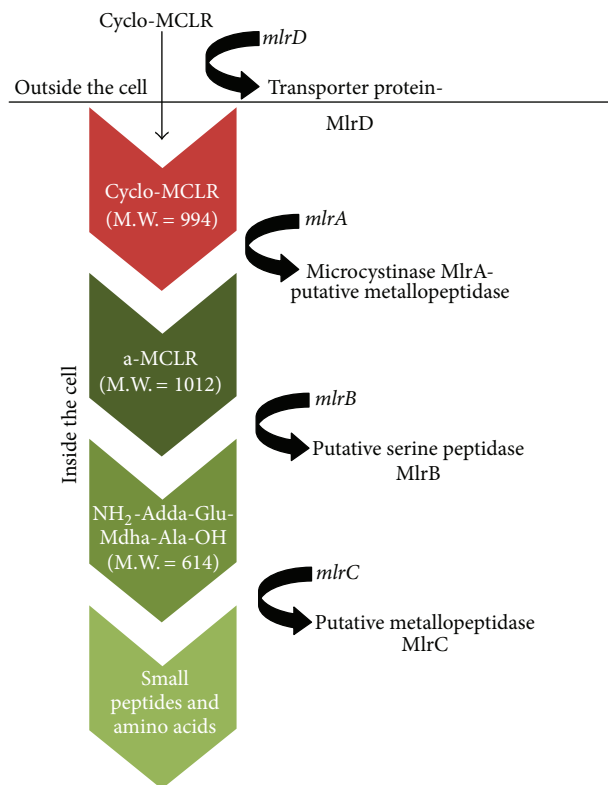 Cyclo-MCLR
mlrD
Outside the cell
Transporter protein-
MlrD
Cyclo-MCLR
(M.W. = 994)
mlrA
Microcystinase MlrA-
putative metallopeptidase
a-MCLR
(M.W. = 1012)
Inside the cell
mlrB
Putative serine peptidase
MlrB
NH₂-Adda-Glu-
Mdha-Ala-OH
(M.W. = 614)
mlrC
Putative metallopeptidase
MlrC
Small
peptides and
amino acids